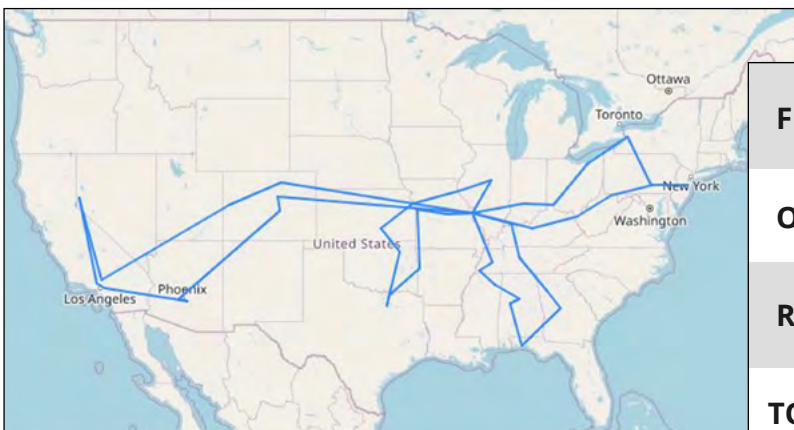 Ottawa
Toronto
F
New York
Washington
O
United States
Phoenix
Los Angeles
R
TO